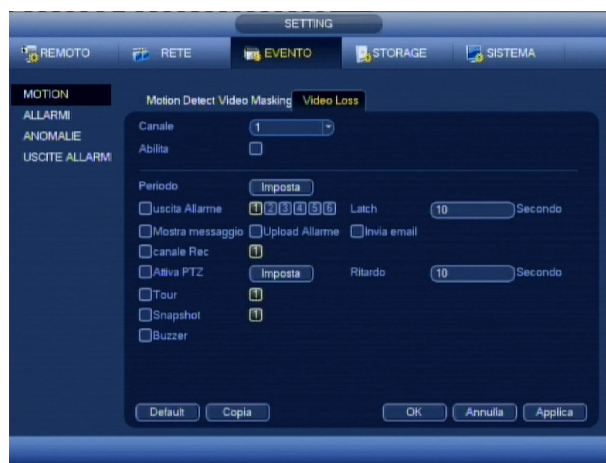 SETTING
REMOTO RETE EVENTO STORAGE SISTEMA
MOTION
ALLARMI
ANOMALIE
USCITE ALLARMI
Motion Detect Video Masking Video Loss
Canale 1
Abilita
Periodo Imposta
uscita Allarme 1 2 3 4 5 6 Latch 10 Secondo
Mostra messaggio Upload Allarme Invia email
canale Rec 1
Attiva PTZ Imposta Ritardo 10 Secondo
Tour 1
Snapshot 1
Buzzer
Default Copia OK Annulla Applica